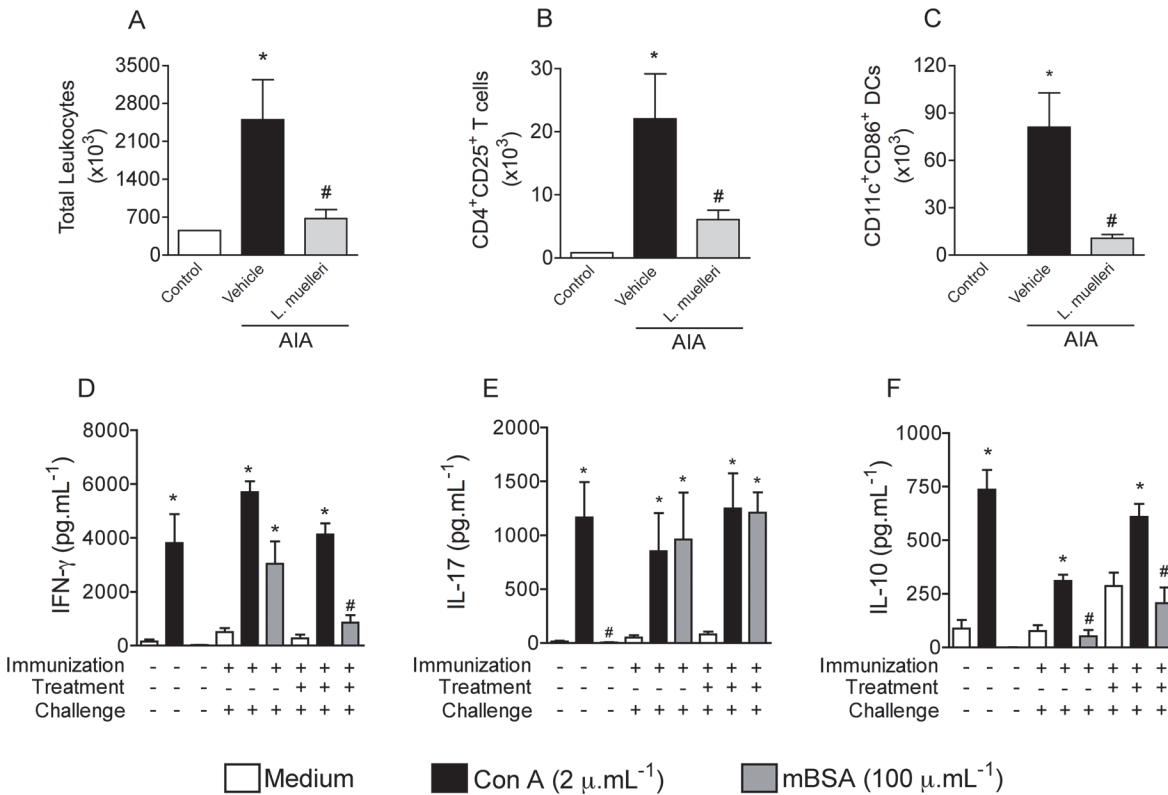 A
Total Leukocytes
(x10³)
3500
2800
2100
1400
700
0
*
#
Control
Vehicle
L. muelleri
AIA
B
CD4⁺CD25⁺ T cells
(x10³)
30
20
10
0
*
#
Control
Vehicle
L. muelleri
AIA
C
CD11c⁺CD86⁺ DCs
(x10³)
120
90
60
30
0
*
#
Control
Vehicle
L. muelleri
AIA
D
IFN-γ (pg.mL⁻¹)
8000
6000
4000
2000
0
* * * * #
Immunization - - - + + + + + +
Treatment - - - - - - + + +
Challenge - - - + + + + + +
E
IL-17 (pg.mL⁻¹)
2000
1500
1000
500
0
* # * * * *
Immunization - - - + + + + + +
Treatment - - - - - - + + +
Challenge - - - + + + + + +
F
IL-10 (pg.mL⁻¹)
1000
750
500
250
0
* * # * #
Immunization - - - + + + + + +
Treatment - - - - - - + + +
Challenge - - - + + + + + +
Medium
Con A (2 μ.mL⁻¹)
mBSA (100 μ.mL⁻¹)